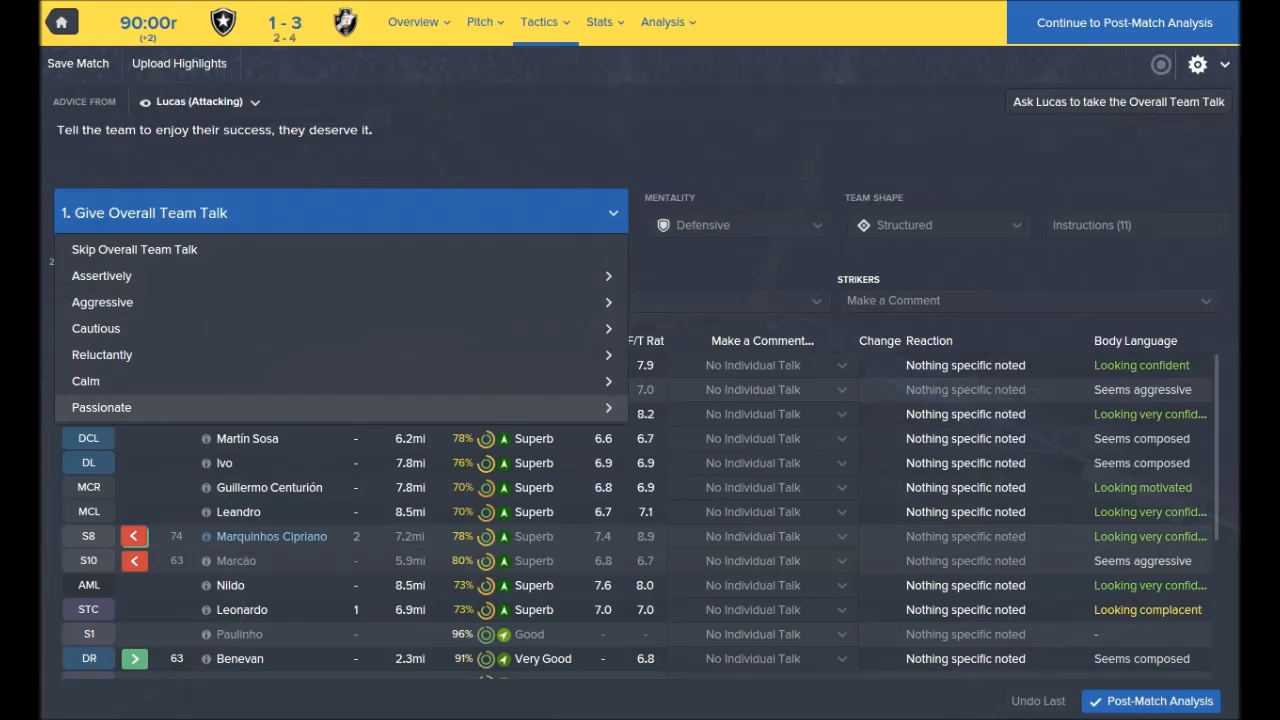 90:00r (+2) 1 - 3 2 - 4 Overview Pitch Tactics Stats Analysis Continue to Post-Match Analysis
Save Match Upload Highlights
ADVICE FROM Lucas (Attacking) Ask Lucas to take the Overall Team Talk
Tell the team to enjoy their success, they deserve it.
MENTALITY TEAM SHAPE
1. Give Overall Team Talk Defensive Structured Instructions (11)
Skip Overall Team Talk
2
Assertively STRIKERS
Aggressive Make a Comment
Cautious F/T Rat Make a Comment... Change Reaction Body Language
Reluctantly 7.9 No Individual Talk Nothing specific noted Looking confident
Calm 7.0 No Individual Talk Nothing specific noted Seems aggressive
Passionate 8.2 No Individual Talk Nothing specific noted Looking very confid...
DCL Martín Sosa - 6.2mi 78% Superb 6.6 6.7 No Individual Talk Nothing specific noted Seems composed
DL Ivo - 7.8mi 76% Superb 6.9 6.9 No Individual Talk Nothing specific noted Seems composed
MCR Guillermo Centurión - 7.8mi 70% Superb 6.8 6.9 No Individual Talk Nothing specific noted Looking motivated
MCL Leandro - 8.5mi 70% Superb 6.7 7.1 No Individual Talk Nothing specific noted Looking very confid...
S8 74 Marquinhos Cipriano 2 7.2mi 78% Superb 7.4 8.9 No Individual Talk Nothing specific noted Looking very confid...
S10 63 Marcão - 5.9mi 80% Superb 6.8 6.7 No Individual Talk Nothing specific noted Seems aggressive
AML Nildo - 8.5mi 73% Superb 7.6 8.0 No Individual Talk Nothing specific noted Looking very confid...
STC Leonardo 1 6.9mi 73% Superb 7.0 7.0 No Individual Talk Nothing specific noted Looking complacent
S1 Paulinho - 96% Good - - No Individual Talk Nothing specific noted -
DR 63 Benevan - 2.3mi 91% Very Good - 6.8 No Individual Talk Nothing specific noted Seems composed
Undo Last Post-Match Analysis